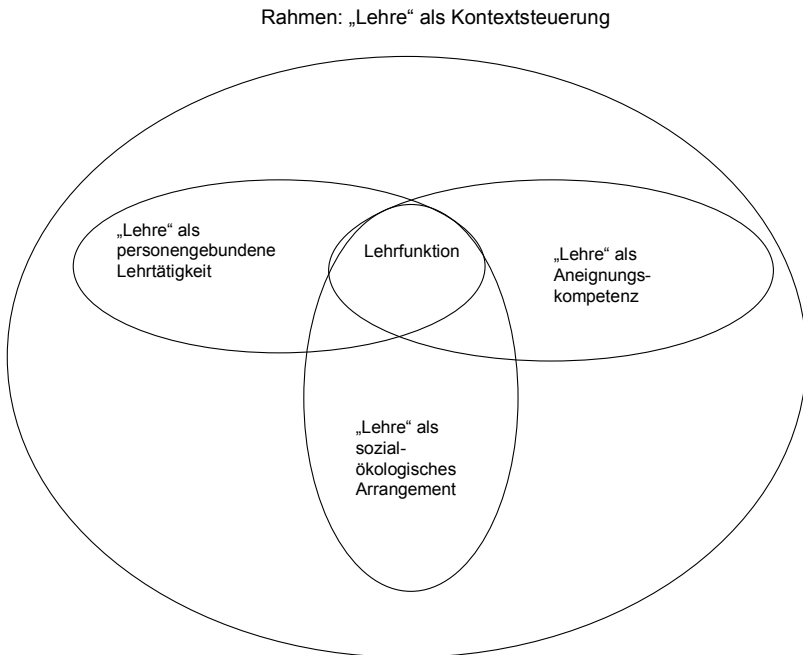 Rahmen: „Lehre“ als Kontextsteuerung
„Lehre“ als
personengebundene
Lehrtätigkeit
Lehrfunktion
„Lehre“ als
Aneignungs-
kompetenz
„Lehre“ als
sozial-
ökologisches
Arrangement